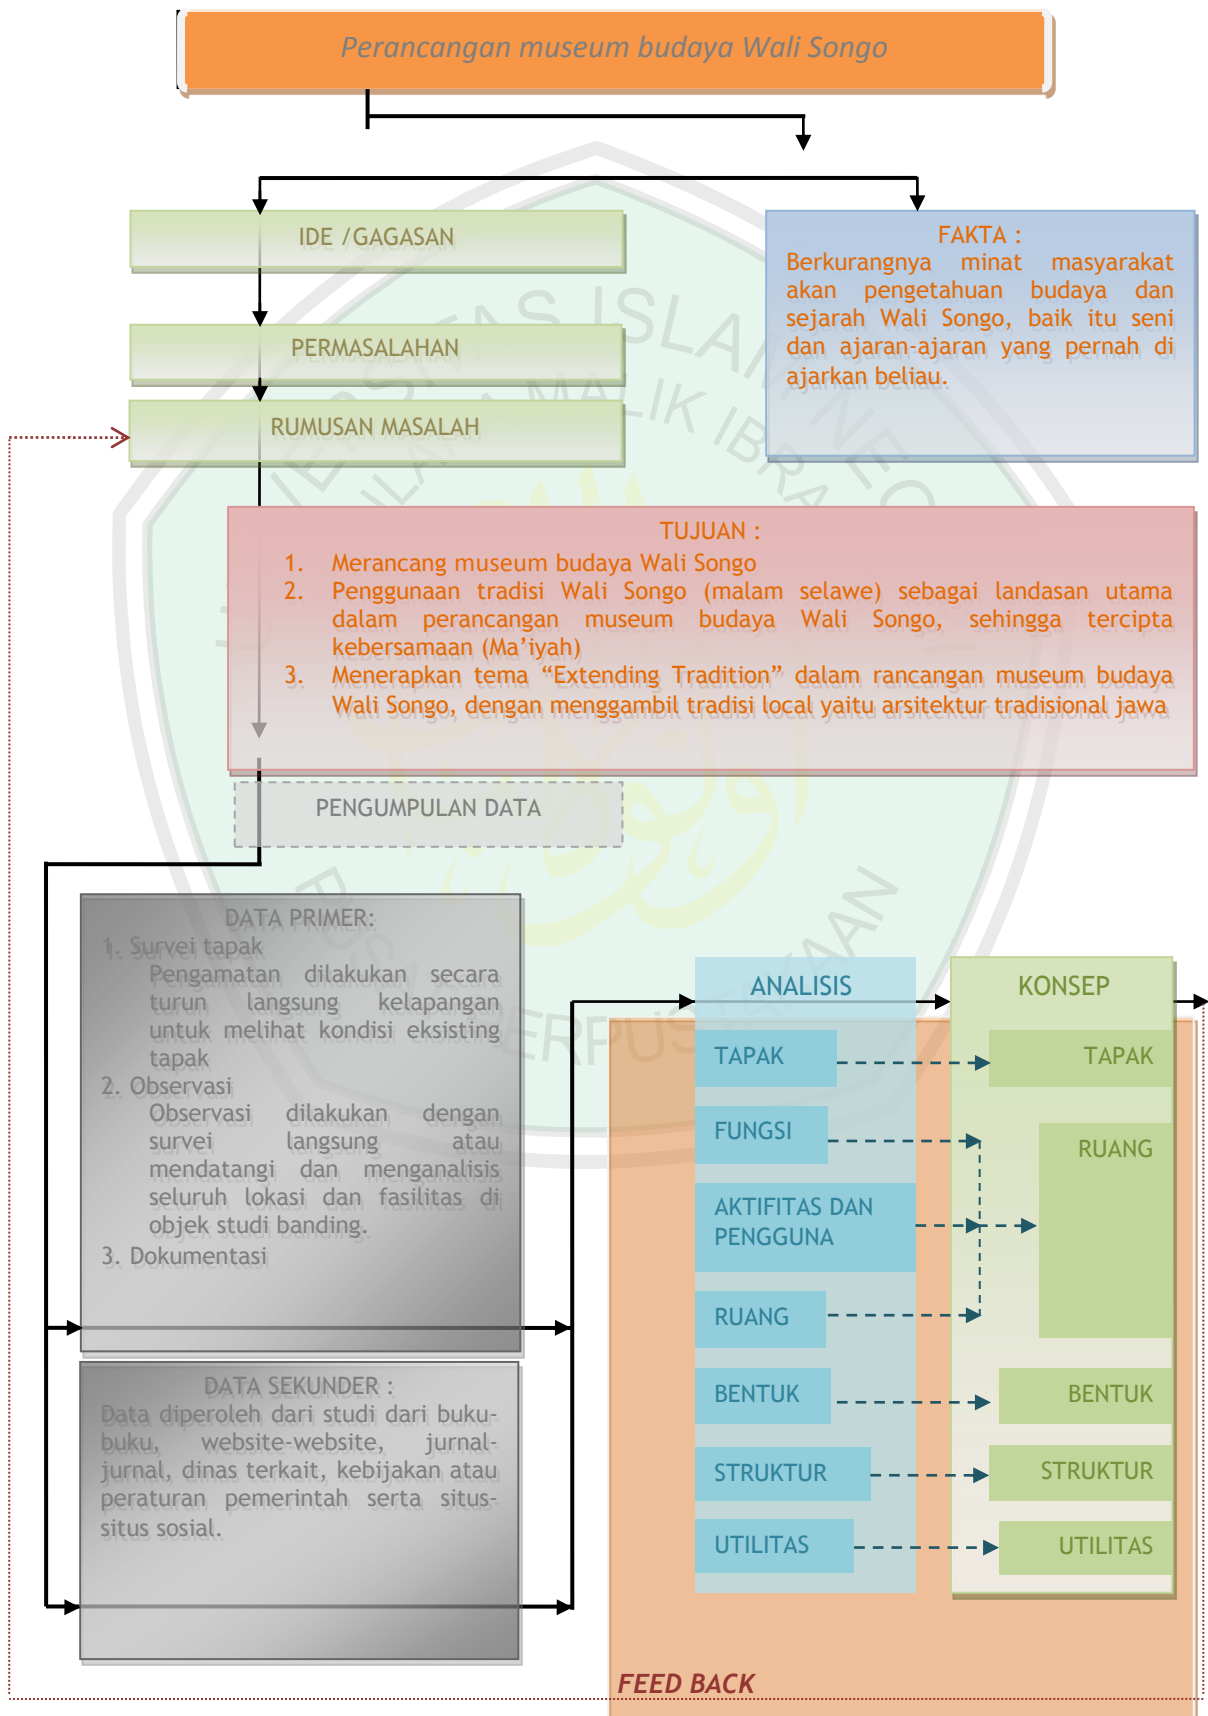 Perancangan museum budaya Wali Songo
IDE /GAGASAN
PERMASALAHAN
RUMUSAN MASALAH
FAKTA :
Berkurangnya minat masyarakat
akan pengetahuan budaya dan
sejarah Wali Songo, baik itu seni
dan ajaran-ajaran yang pernah di
ajarkan beliau.
TUJUAN :
1. Merancang museum budaya Wali Songo
2. Penggunaan tradisi Wali Songo (malam selawe) sebagai landasan utama
dalam perancangan museum budaya Wali Songo, sehingga tercipta
kebersamaan (Ma’iyah)
3. Menerapkan tema “Extending Tradition” dalam rancangan museum budaya
Wali Songo, dengan menggambil tradisi local yaitu arsitektur tradisional jawa
PENGUMPULAN DATA
DATA PRIMER:
1. Survei tapak
Pengamatan dilakukan secara
turun langsung kelapangan
untuk melihat kondisi eksisting
tapak
2. Observasi
Observasi dilakukan dengan
survei langsung atau
mendatangi dan menganalisis
seluruh lokasi dan fasilitas di
objek studi banding.
3. Dokumentasi
DATA SEKUNDER :
Data diperoleh dari studi dari buku-
buku, website-website, jurnal-
jurnal, dinas terkait, kebijakan atau
peraturan pemerintah serta situs-
situs sosial.
ANALISIS
TAPAK
FUNGSI
AKTIFITAS DAN
PENGGUNA
RUANG
BENTUK
STRUKTUR
UTILITAS
KONSEP
TAPAK
RUANG
BENTUK
STRUKTUR
UTILITAS
FEED BACK